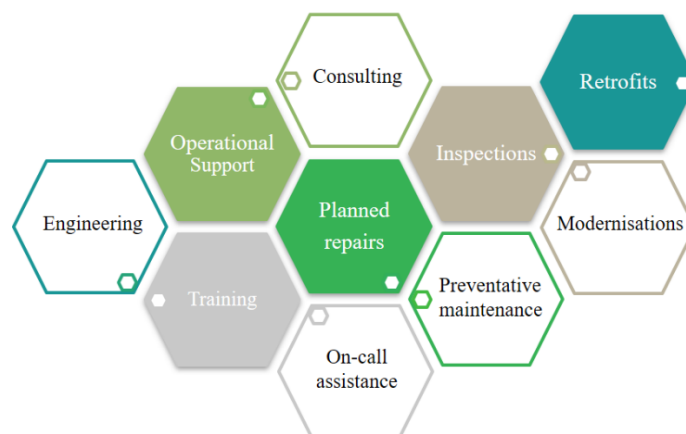 Consulting
Retrofits
Operational
Support
Inspections
Engineering
Planned
repairs
Modernisations
Training
Preventative
maintenance
On-call
assistance